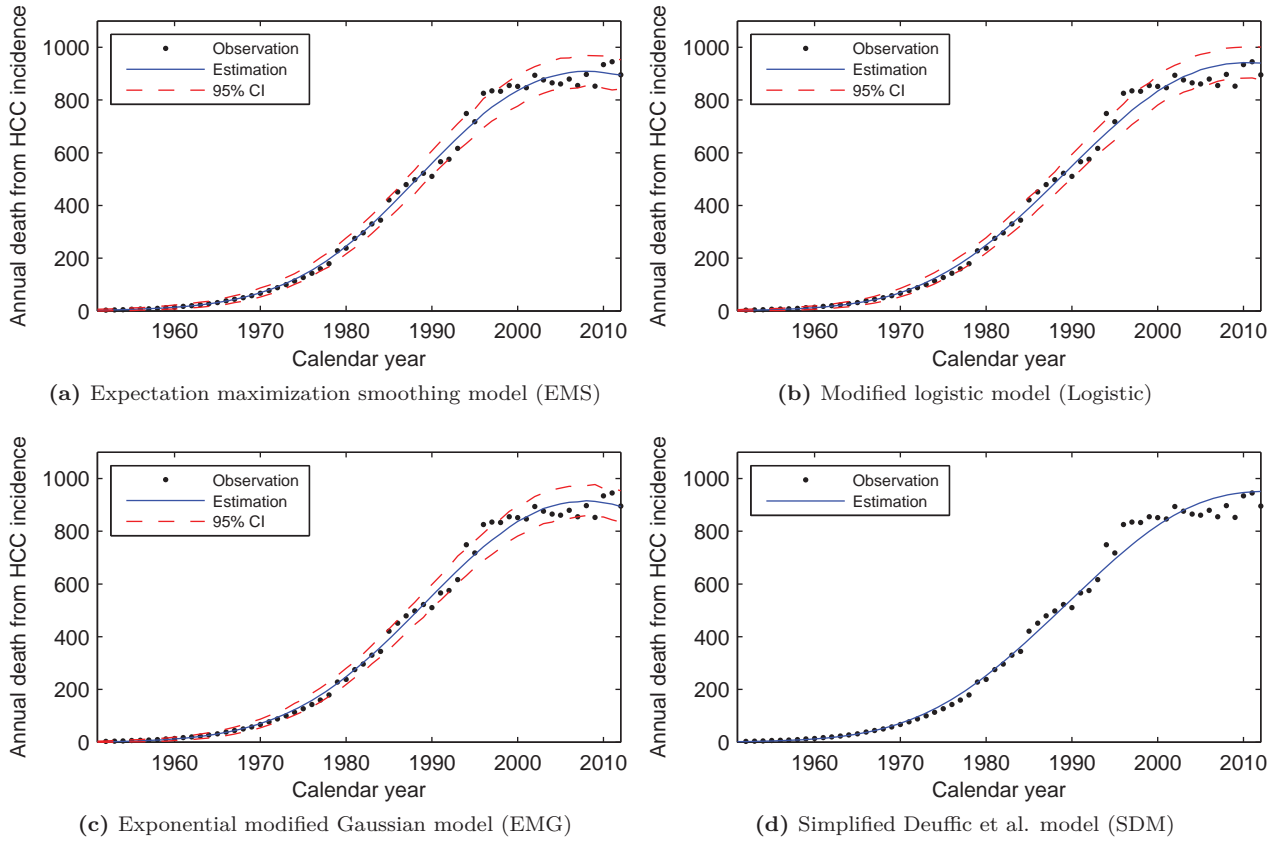 Annual death from HCC incidence
1000
800
600
400
200
0
Observation
Estimation
95% CI
1960 1970 1980 1990 2000 2010
Calendar year
(a) Expectation maximization smoothing model (EMS)
Annual death from HCC incidence
1000
800
600
400
200
0
Observation
Estimation
95% CI
1960 1970 1980 1990 2000 2010
Calendar year
(b) Modified logistic model (Logistic)
Annual death from HCC incidence
1000
800
600
400
200
0
Observation
Estimation
95% CI
1960 1970 1980 1990 2000 2010
Calendar year
(c) Exponential modified Gaussian model (EMG)
Annual death from HCC incidence
1000
800
600
400
200
0
Observation
Estimation
1960 1970 1980 1990 2000 2010
Calendar year
(d) Simplified Deuffic et al. model (SDM)